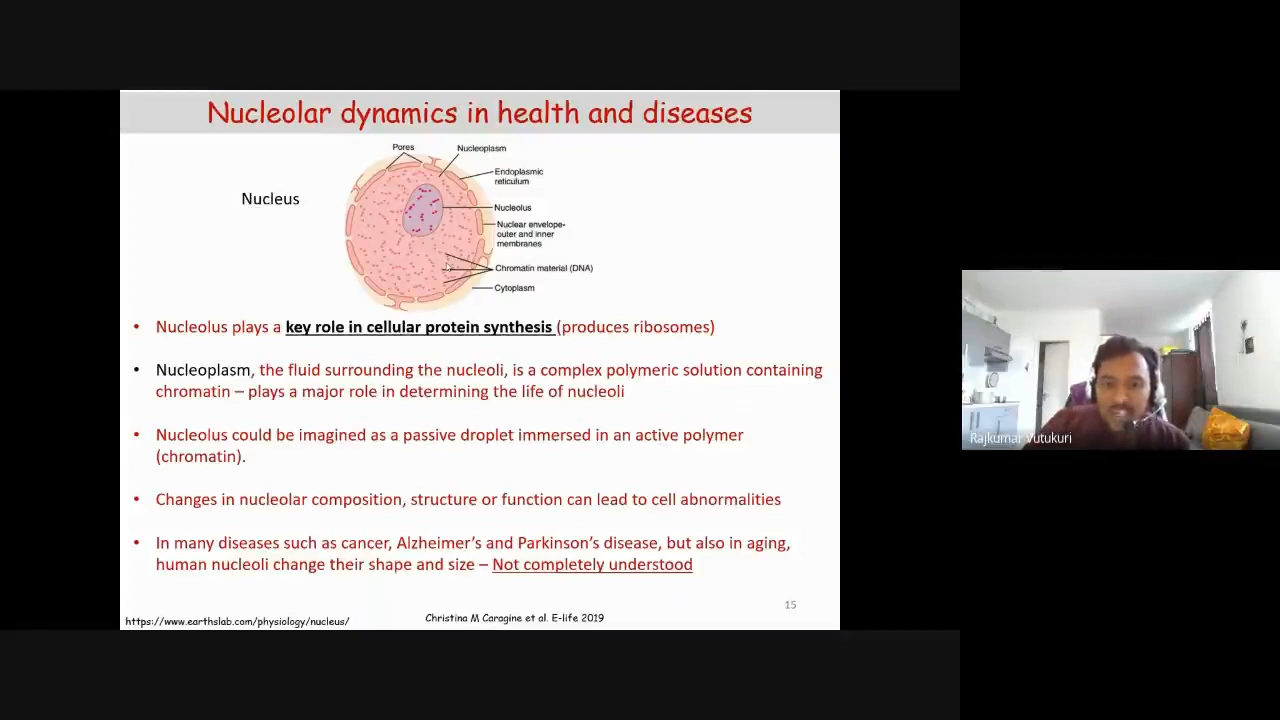 Nucleolar dynamics in health and diseases
Nucleus
Pores
Nucleoplasm
Endoplasmic
reticulum
Nucleolus
Nuclear envelope-
outer and inner
membranes
Chromatin material (DNA)
Cytoplasm
• Nucleolus plays a key role in cellular protein synthesis (produces ribosomes)
• Nucleoplasm, the fluid surrounding the nucleoli, is a complex polymeric solution containing
chromatin – plays a major role in determining the life of nucleoli
• Nucleolus could be imagined as a passive droplet immersed in an active polymer
(chromatin).
• Changes in nucleolar composition, structure or function can lead to cell abnormalities
• In many diseases such as cancer, Alzheimer's and Parkinson's disease, but also in aging,
human nucleoli change their shape and size – Not completely understood
15
https://www.earthslab.com/physiology/nucleus/
Christina M Caragine et al. E-life 2019
Rajkumar Vutukuri